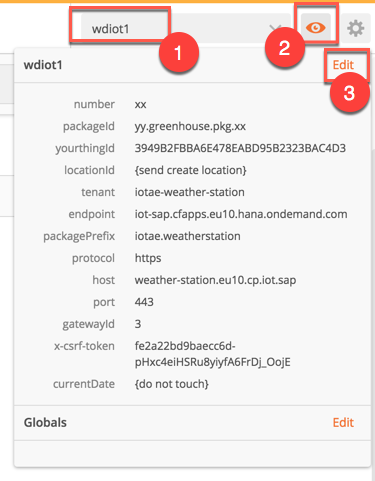 wdiot1
1
2
wdiot1
Edit
3
number xx
packageId yy.greenhouse.pkg.xx
yourthingId 3949B2FBBA6E478EABD95B2323BAC4D3
locationId {send create location}
tenant iotae-weather-station
endpoint iot-sap.cfapps.eu10.hana.ondemand.com
packagePrefix iotae.weatherstation
protocol https
host weather-station.eu10.cp.iot.sap
port 443
gatewayId 3
x-csrf-token fe2a22bd9baecc6d-
pHxc4eiHSRu8yiyfA6FrDj_OojE
currentDate {do not touch}
Globals Edit